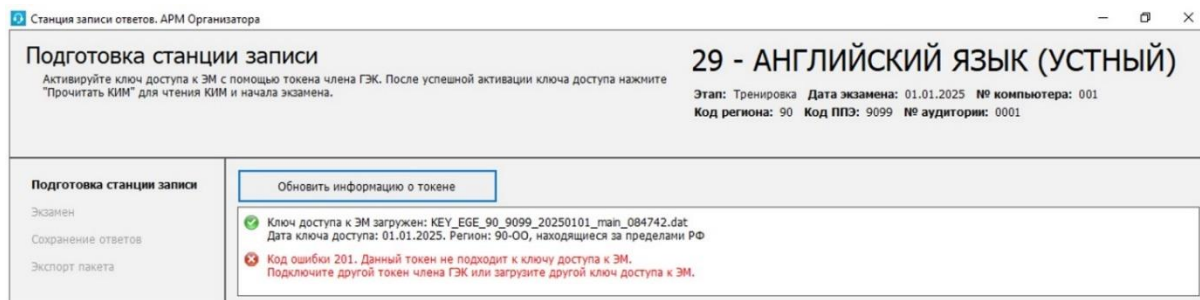 Станция записи ответов. АРМ Организатора
Подготовка станции записи
Активируйте ключ доступа к ЭМ с помощью токена члена ГЭК. После успешной активации ключа доступа нажмите
"Прочитать КИМ" для чтения КИМ и начала экзамена.
29 - АНГЛИЙСКИЙ ЯЗЫК (УСТНЫЙ)
Этап: Тренировка Дата экзамена: 01.01.2025 № компьютера: 001
Код региона: 90 Код ППЭ: 9099 № аудитории: 0001
Подготовка станции записи
Экзамен
Сохранение ответов
Экспорт пакета
Обновить информацию о токене
Ключ доступа к ЭМ загружен: KEY_EGE_90_9099_20250101_main_084742.dat
Дата ключа доступа: 01.01.2025. Регион: 90-ОО, находящиеся за пределами РФ
Код ошибки 201. Данный токен не подходит к ключу доступа к ЭМ.
Подключите другой токен члена ГЭК или загрузите другой ключ доступа к ЭМ.